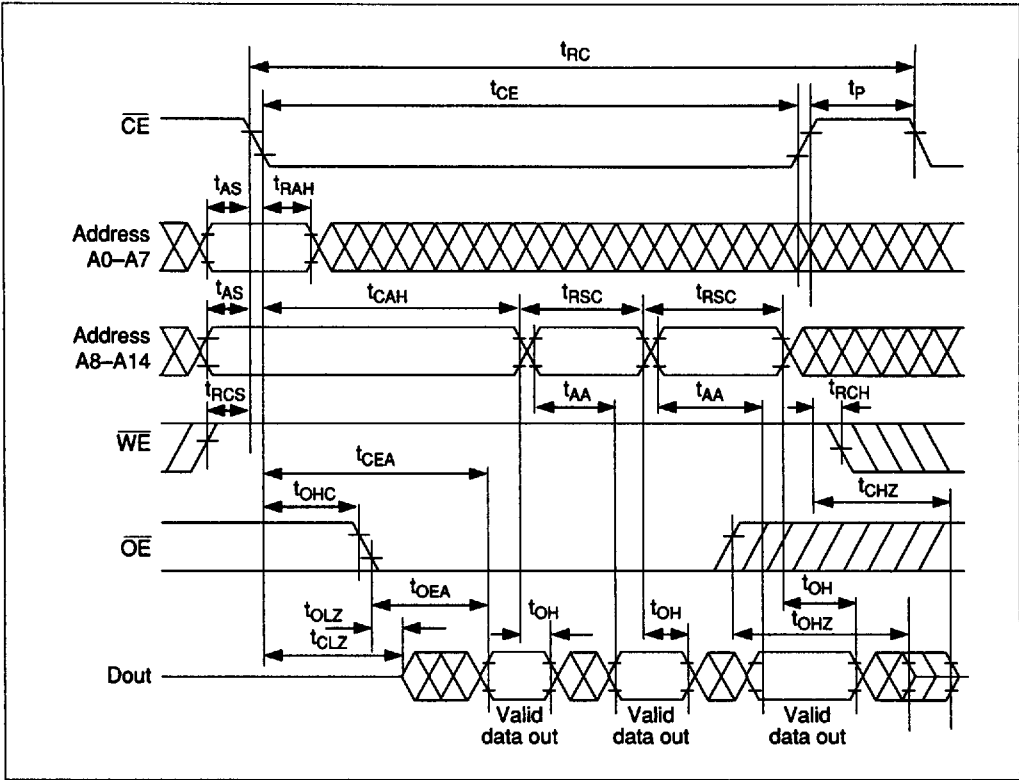 tRC
tCE
tP
CE
tAS
tRAH
Address
A0–A7
tAS
tCAH
tRSC
tRSC
Address
A8–A14
tRCS
tAA
tAA
tRCH
WE
tCEA
tCHZ
tOHC
OE
tOEA
tOH
tOLZ
tOH
tOH
tOHZ
tCLZ
Dout
Valid
data out
Valid
data out
Valid
data out